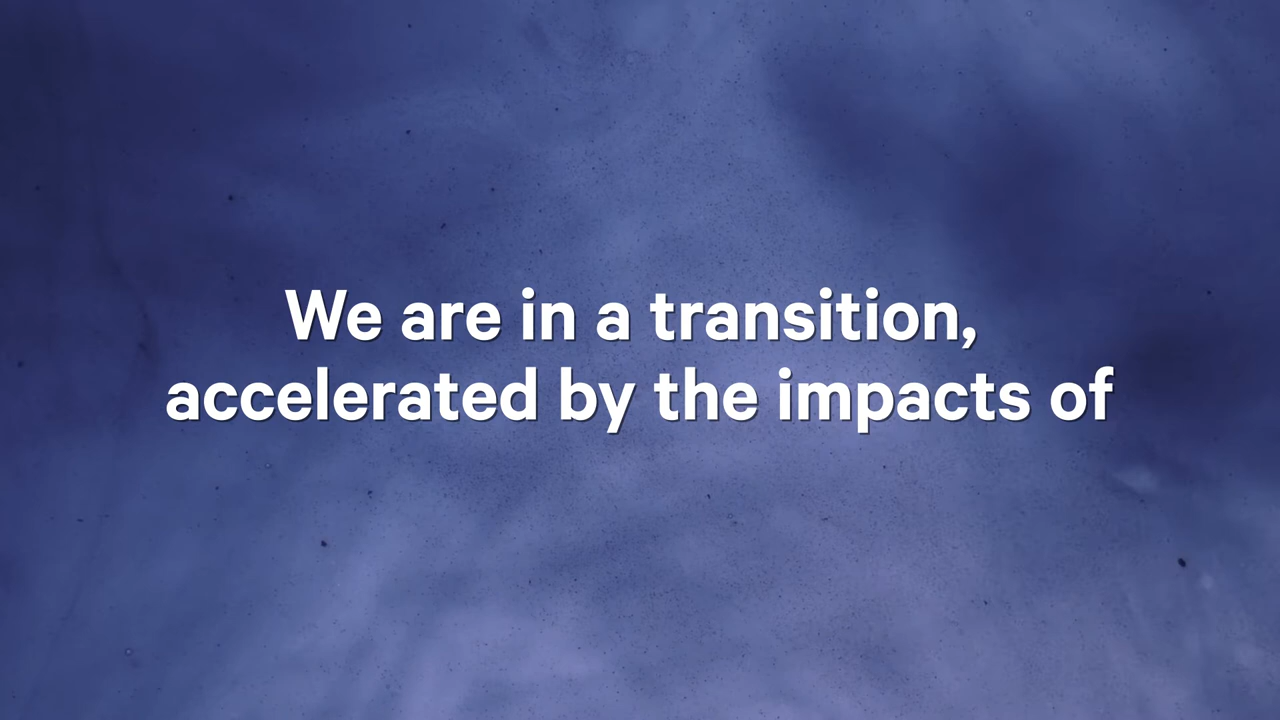 We are in a transition,
accelerated by the impacts of